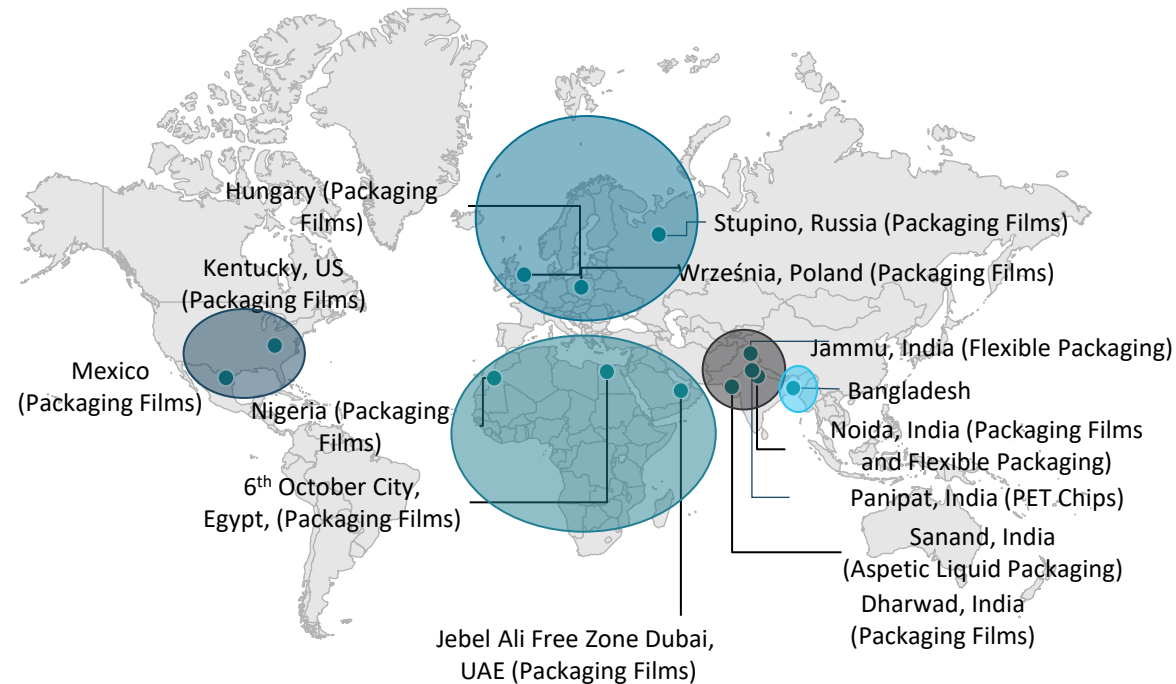 Hungary (Packaging
Films)
Stupino, Russia (Packaging Films)
Kentucky, US
(Packaging Films)
Września, Poland (Packaging Films)
Mexico
(Packaging Films)
Jammu, India (Flexible Packaging)
Bangladesh
Nigeria (Packaging
Films)
Noida, India (Packaging Films
and Flexible Packaging)
6th October City,
Egypt, (Packaging Films)
Panipat, India (PET Chips)
Sanand, India
(Aspetic Liquid Packaging)
Dharwad, India
(Packaging Films)
Jebel Ali Free Zone Dubai,
UAE (Packaging Films)